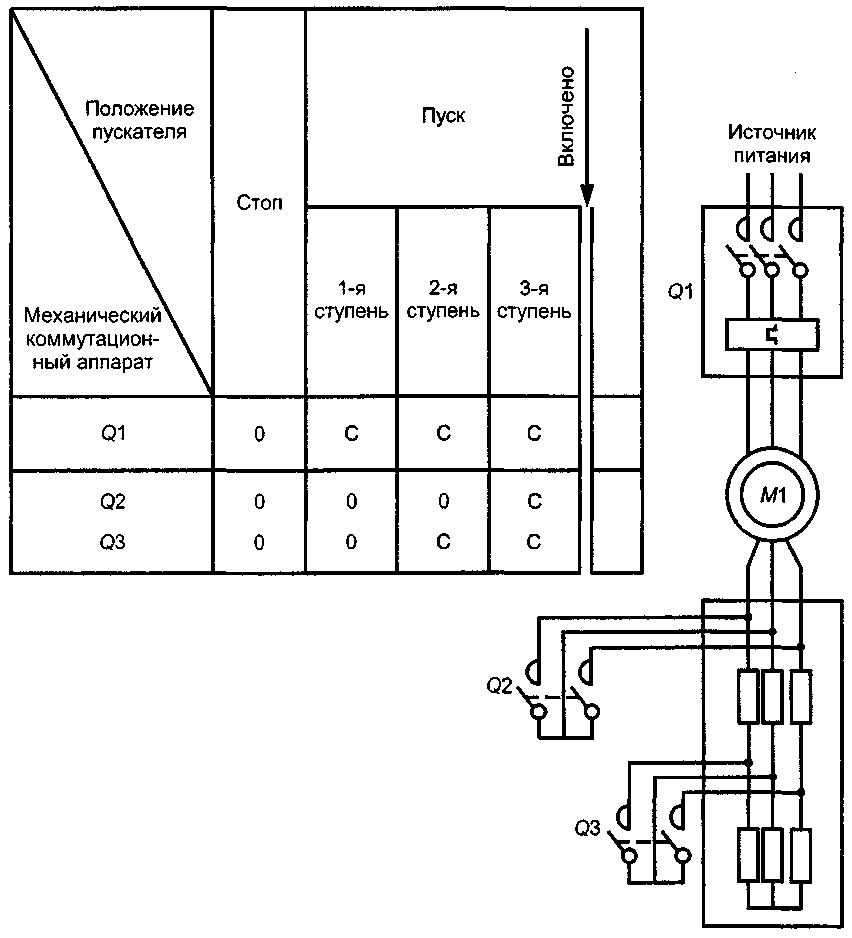 Положение
пускателя
Механический
коммутацион-
ный аппарат
Стоп
Пуск
Включено
1-я
ступень
2-я
ступень
3-я
ступень
Q1 0 C C C
Q2 0 0 0 C
Q3 0 0 C C
Источник
питания
Q1
M1
Q2
Q3